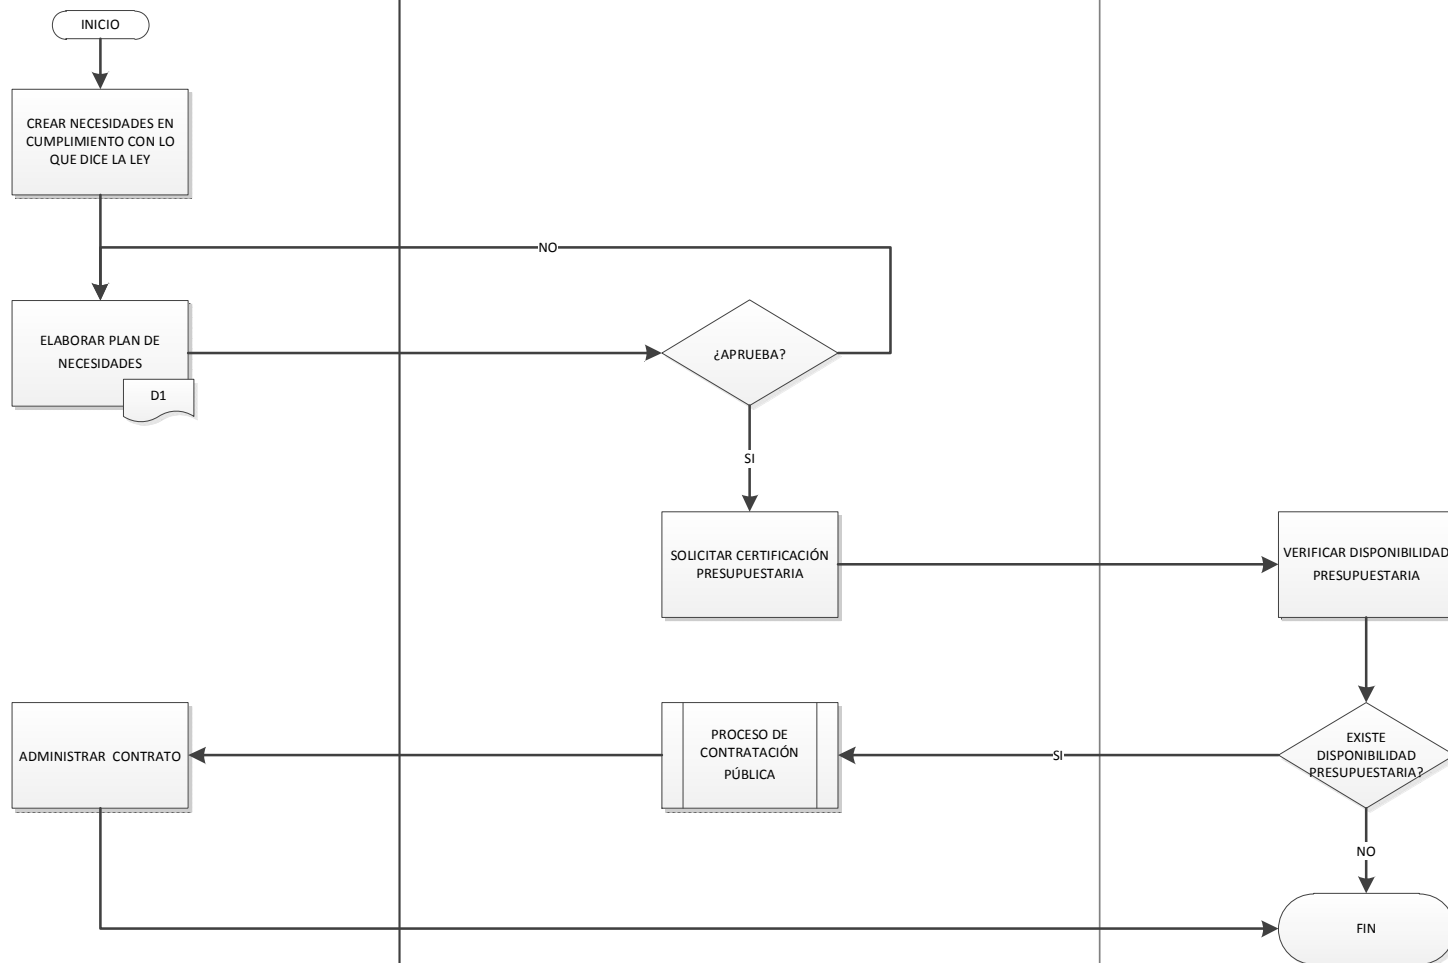 INICIO
CREAR NECESIDADES EN
CUMPLIMIENTO CON LO
QUE DICE LA LEY
NO
ELABORAR PLAN DE
NECESIDADES
D1
¿APRUEBA?
SI
SOLICITAR CERTIFICACIÓN
PRESUPUESTARIA
VERIFICAR DISPONIBILIDAD
PRESUPUESTARIA
ADMINISTRAR CONTRATO
PROCESO DE
CONTRATACIÓN
PÚBLICA
SI
EXISTE
DISPONIBILIDAD
PRESUPUESTARIA?
NO
FIN